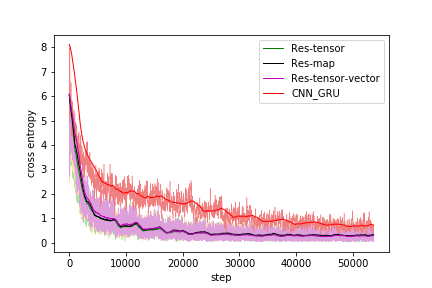 Res-tensor
Res-map
Res-tensor-vector
CNN_GRU
8
7
6
5
4
3
2
1
0
cross entropy
0 10000 20000 30000 40000 50000
step